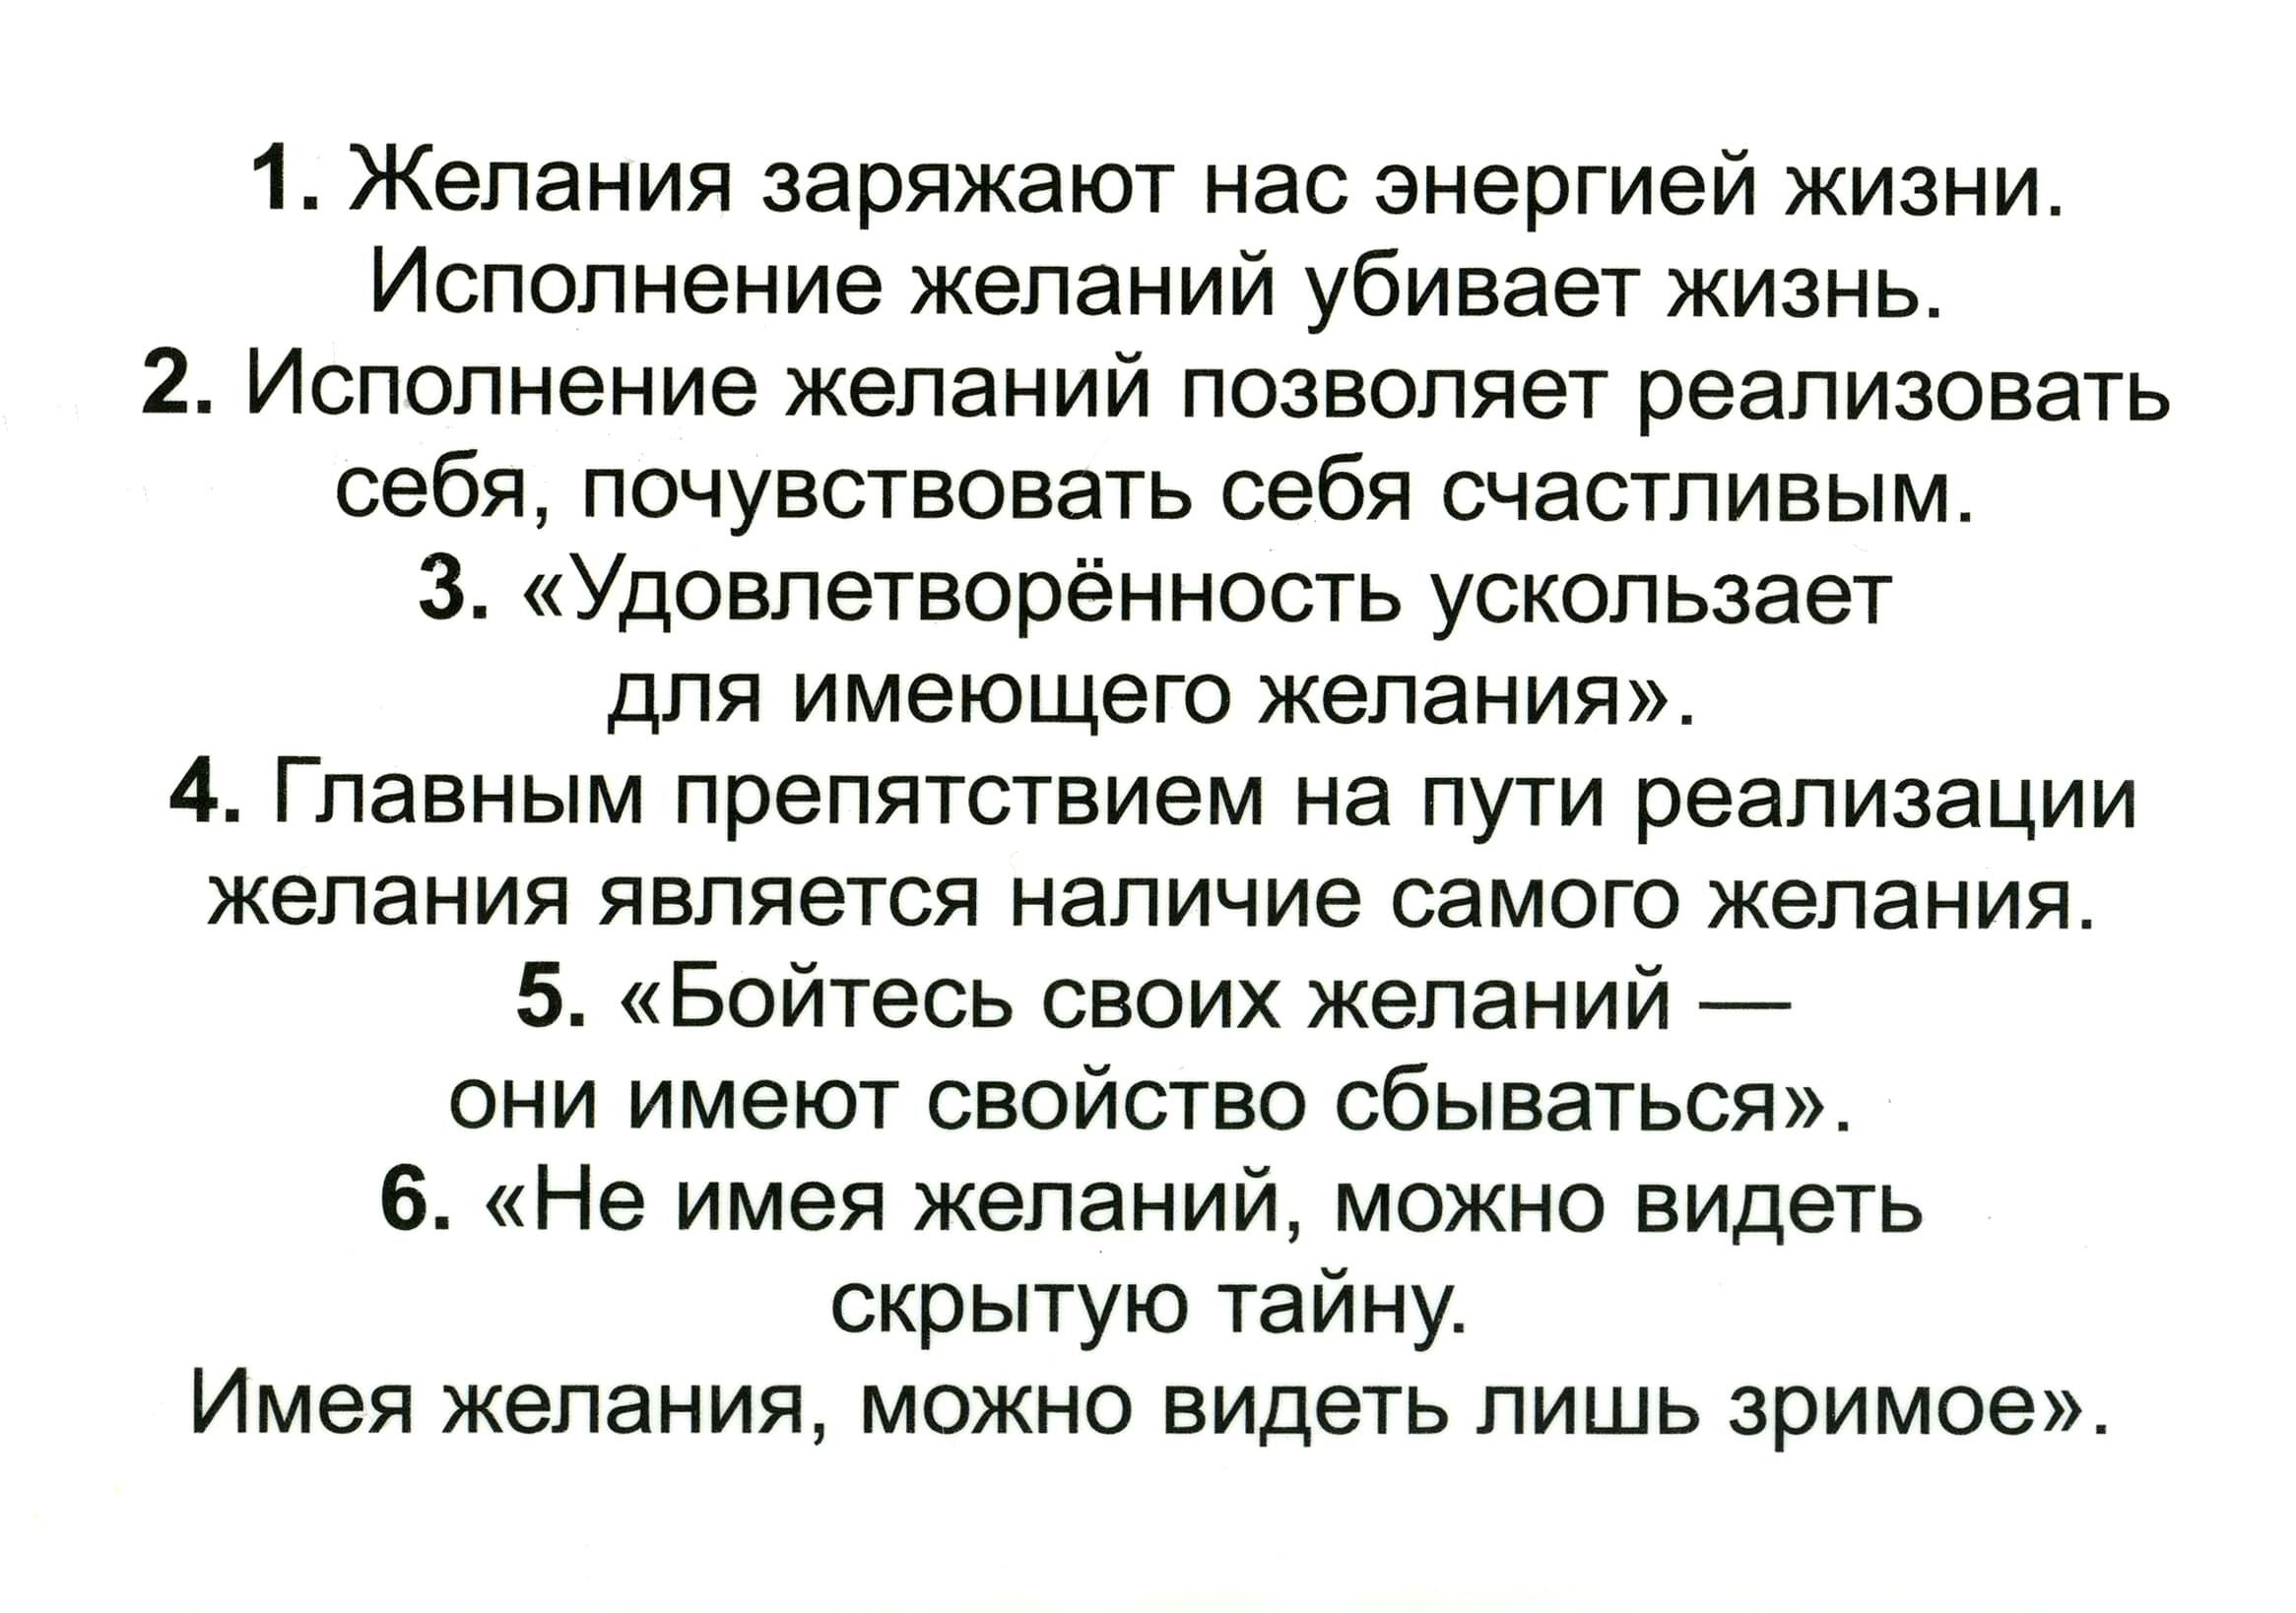 1. Желания заряжают нас энергией жизни.
Исполнение желаний убивает жизнь.
2. Исполнение желаний позволяет реализовать
себя, почувствовать себя счастливым.
3. «Удовлетворённость ускользает
для имеющего желания».
4. Главным препятствием на пути реализации
желания является наличие самого желания.
5. «Бойтесь своих желаний —
они имеют свойство сбываться».
6. «Не имея желаний, можно видеть
скрытую тайну.
Имея желания, можно видеть лишь зримое».